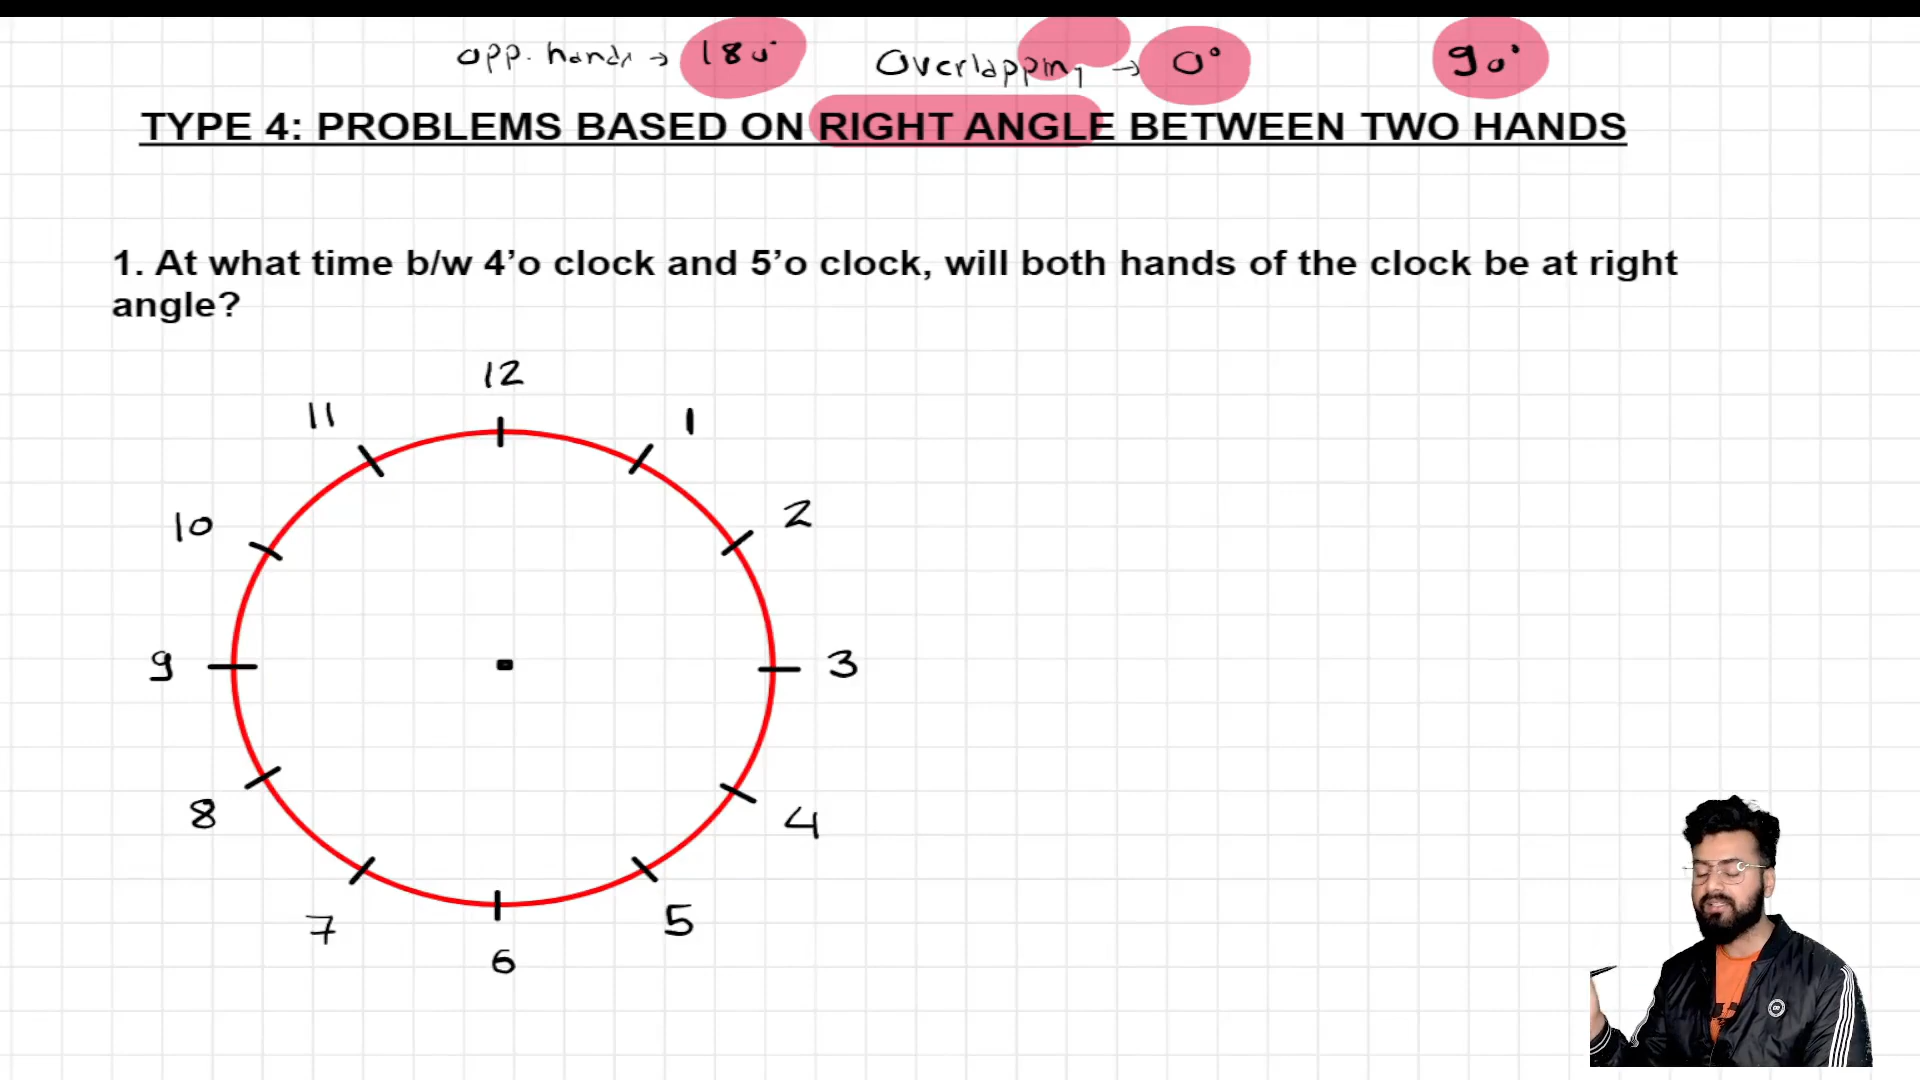 opp. hands → 180° Overlapping → 0° 90°
TYPE 4: PROBLEMS BASED ON RIGHT ANGLE BETWEEN TWO HANDS
1. At what time b/w 4’o clock and 5’o clock, will both hands of the clock be at right
angle?
12
11 1
10 2
9 3
8 4
7 5
6